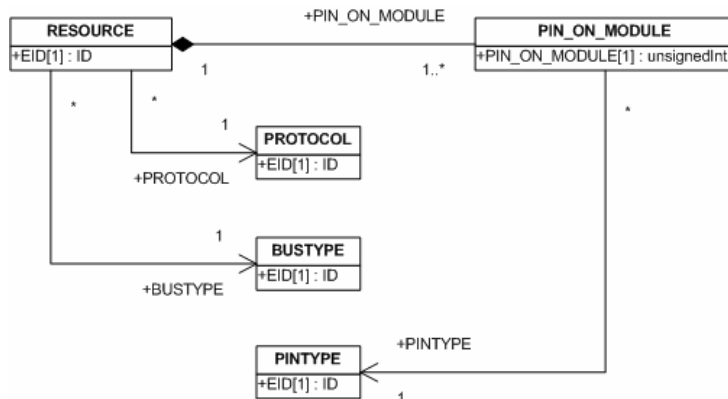 +PIN_ON_MODULE
RESOURCE
+EID[1] : ID
PIN_ON_MODULE
+PIN_ON_MODULE[1] : unsignedInt
1
1..*
*
*
*
1
PROTOCOL
+EID[1] : ID
+PROTOCOL
1
BUSTYPE
+EID[1] : ID
+BUSTYPE
+PINTYPE
PINTYPE
+EID[1] : ID
1